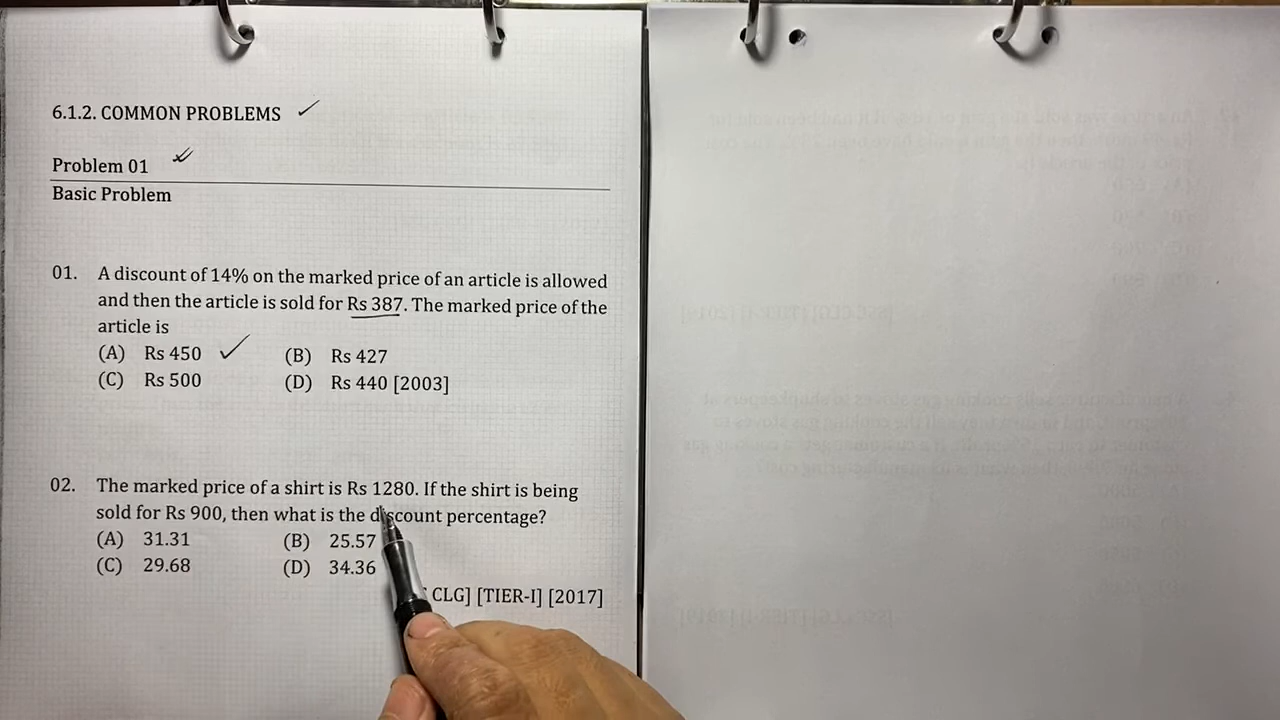 6.1.2. COMMON PROBLEMS
Problem 01
Basic Problem
01. A discount of 14% on the marked price of an article is allowed
and then the article is sold for Rs 387. The marked price of the
article is
(A) Rs 450 (B) Rs 427
(C) Rs 500 (D) Rs 440 [2003]
02. The marked price of a shirt is Rs 1280. If the shirt is being
sold for Rs 900, then what is the discount percentage?
(A) 31.31 (B) 25.57
(C) 29.68 (D) 34.36
CLG] [TIER-I] [2017]